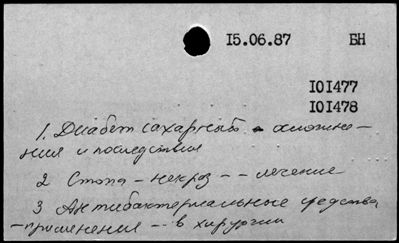 15.06.87 БН
101477
101478
1. Диабет сахарный - осложне-
ния и последствия
2 Стопа - некроз - - лечение
3 Антибактериальные средства
- применения - - в хирургии